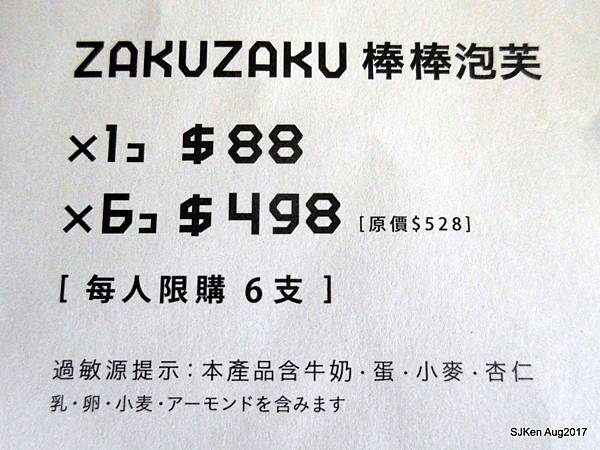 ZAKUZAKU 棒棒泡芙
×1コ $88
×6コ $498 [原價$528]
[ 每人限購 6 支 ]
過敏源提示：本產品含牛奶·蛋·小麥·杏仁
乳·卵·小麦·アーモンドを含みます
SJKen Aug2017